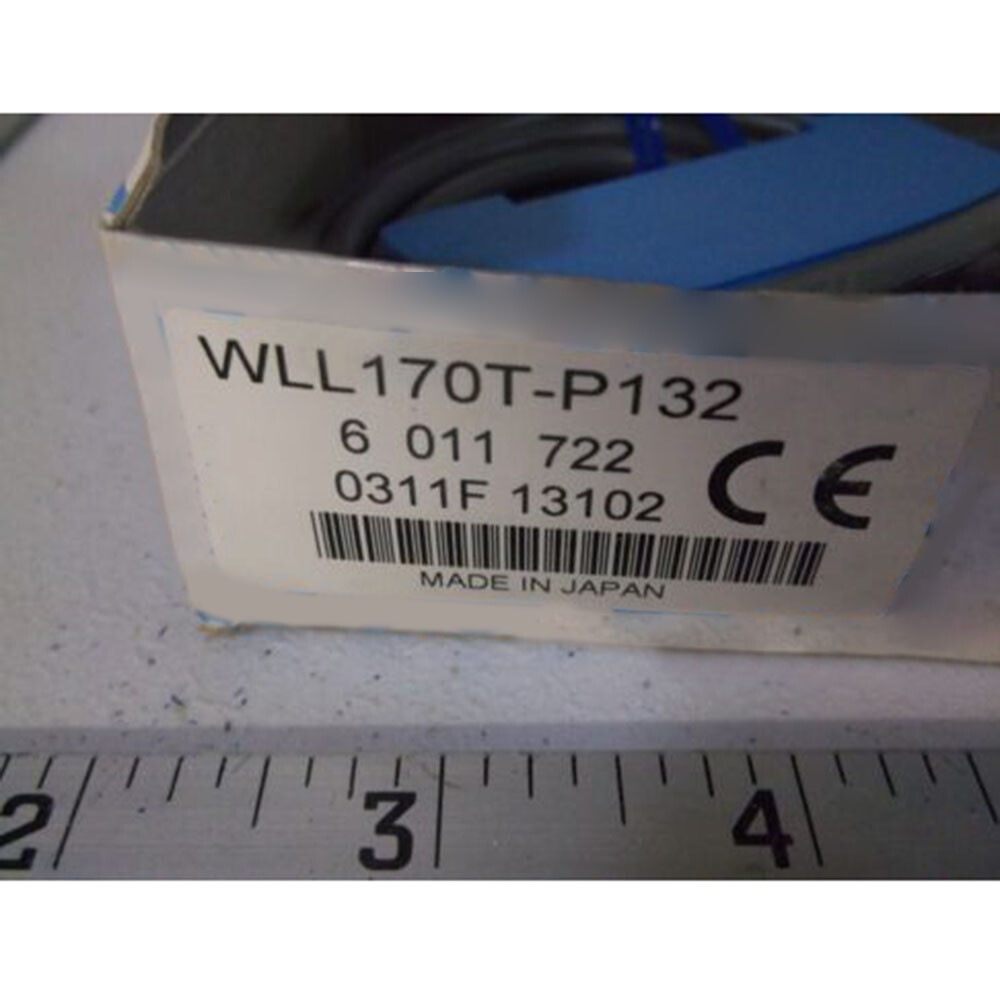 WLL170T-P132
6 011 722
0311F 13102
CE
MADE IN JAPAN
2 3 4